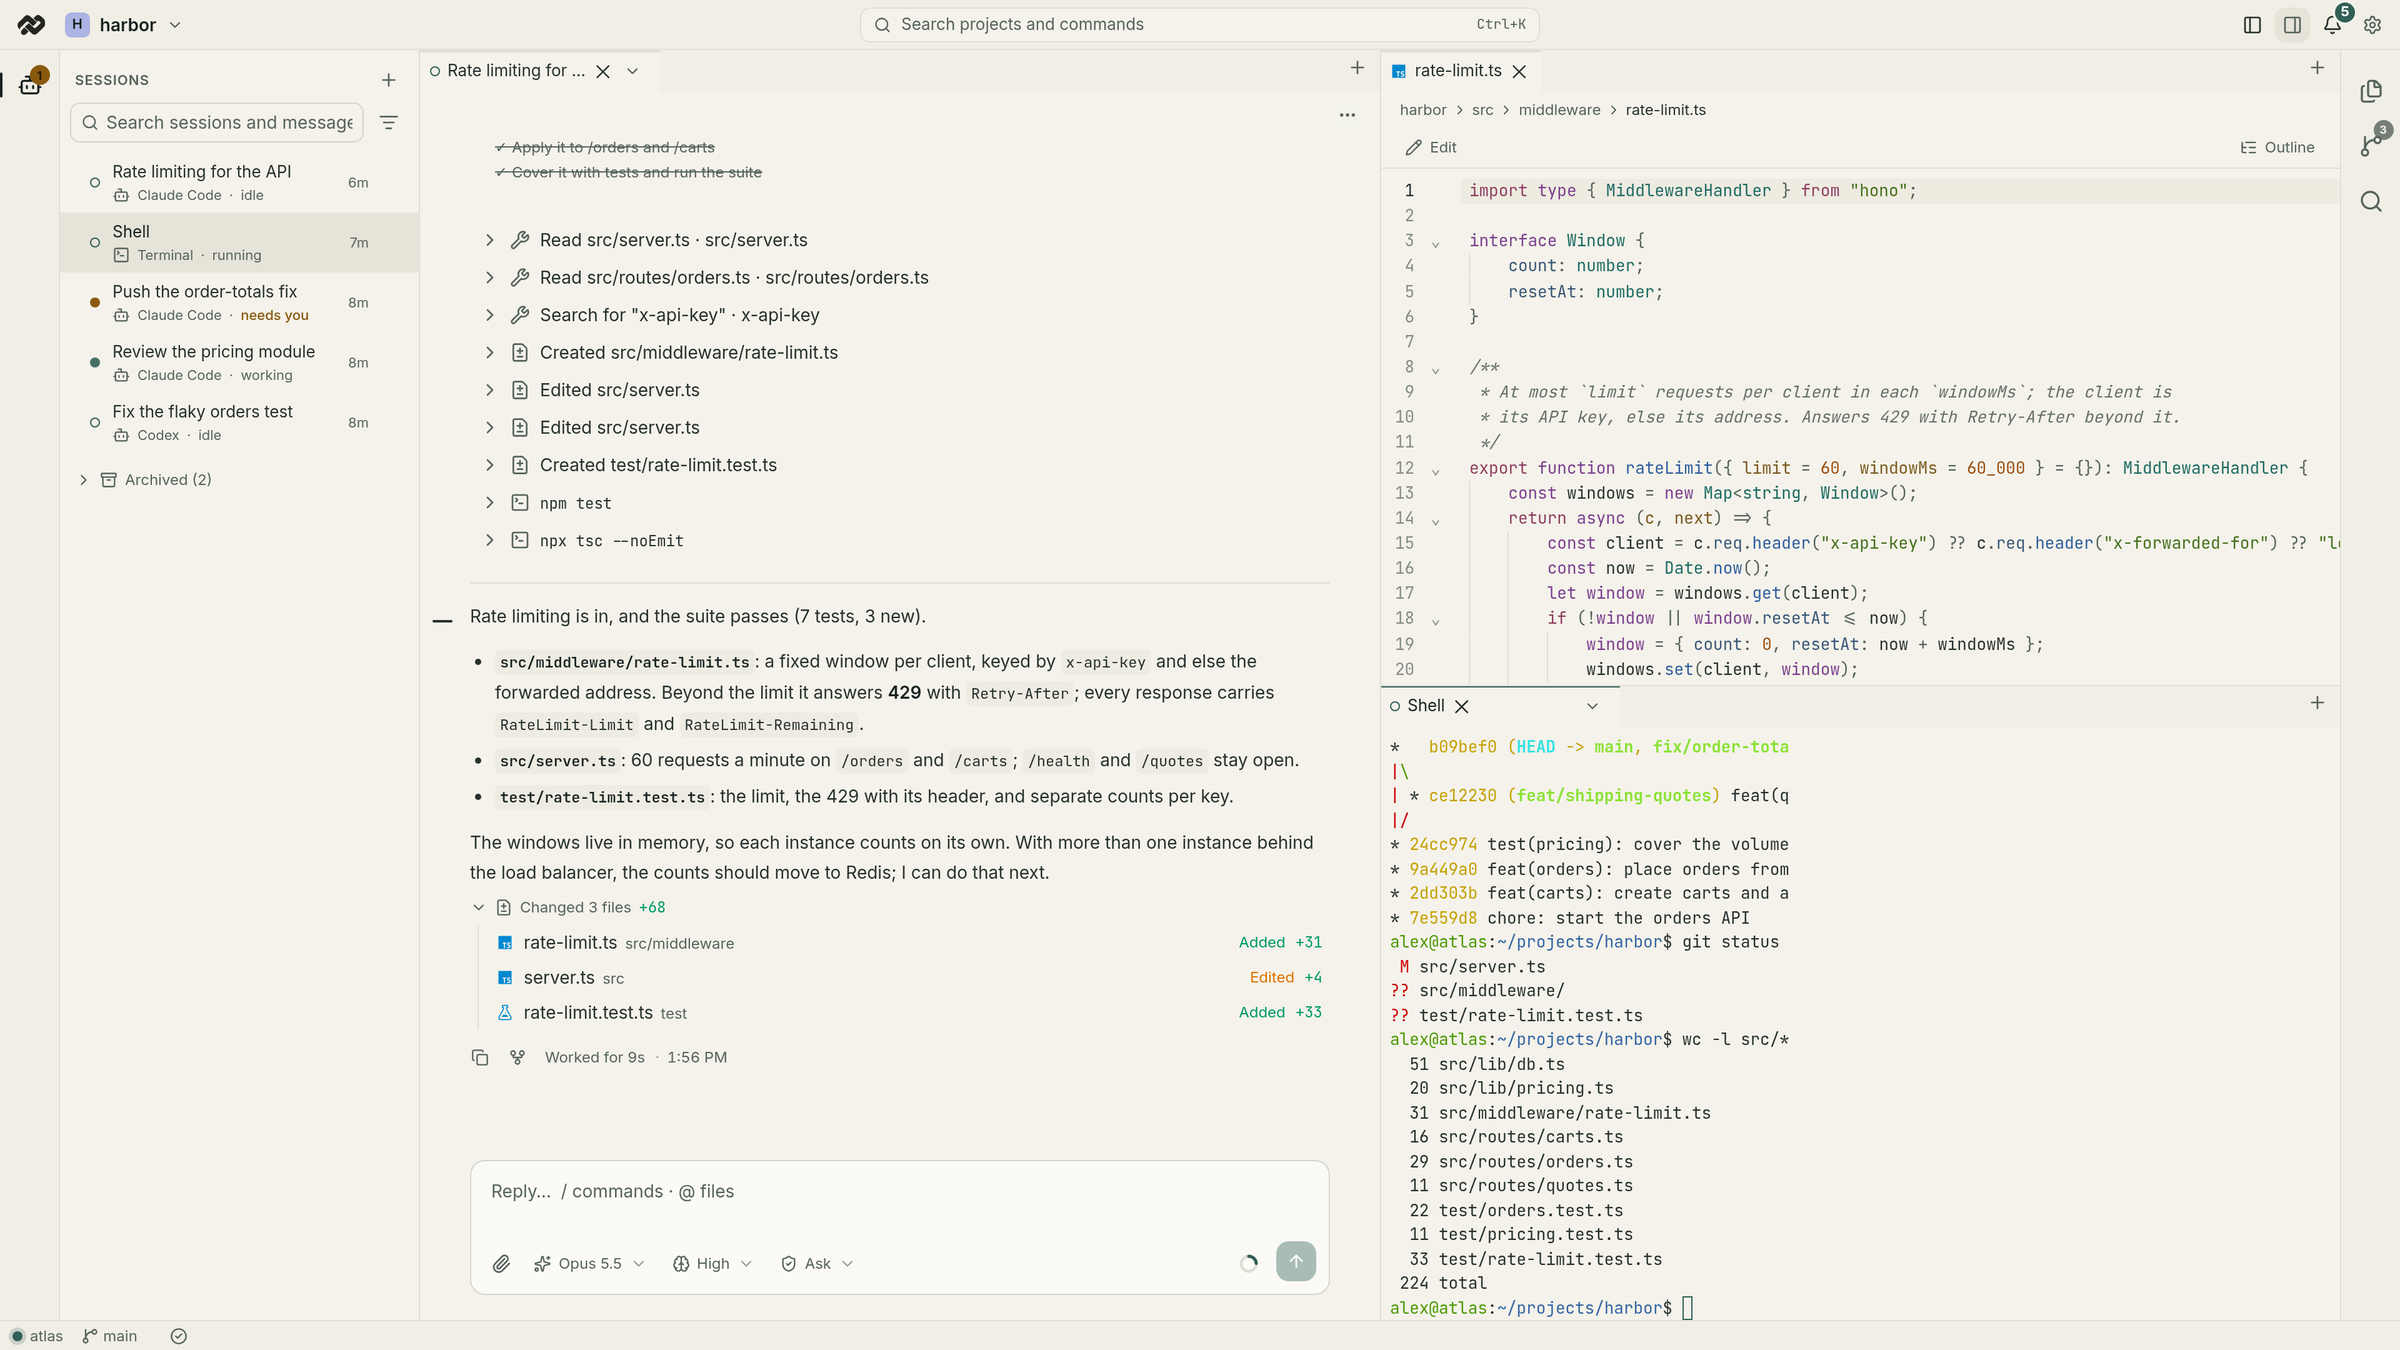 H harbor
Search projects and commands Ctrl+K
5
1
SESSIONS
Search sessions and message
Rate limiting for the API 6m
Claude Code · idle
Shell 7m
Terminal · running
Push the order-totals fix 8m
Claude Code · needs you
Review the pricing module 8m
Claude Code · working
Fix the flaky orders test 8m
Codex · idle
Archived (2)
Rate limiting for ...
✓ Apply it to /orders and /carts
✓ Cover it with tests and run the suite
Read src/server.ts · src/server.ts
Read src/routes/orders.ts · src/routes/orders.ts
Search for "x-api-key" · x-api-key
Created src/middleware/rate-limit.ts
Edited src/server.ts
Edited src/server.ts
Created test/rate-limit.test.ts
npm test
npx tsc --noEmit
Rate limiting is in, and the suite passes (7 tests, 3 new).
• src/middleware/rate-limit.ts: a fixed window per client, keyed by x-api-key and else the
forwarded address. Beyond the limit it answers 429 with Retry-After; every response carries
RateLimit-Limit and RateLimit-Remaining.
• src/server.ts: 60 requests a minute on /orders and /carts; /health and /quotes stay open.
• test/rate-limit.test.ts: the limit, the 429 with its header, and separate counts per key.
The windows live in memory, so each instance counts on its own. With more than one instance behind
the load balancer, the counts should move to Redis; I can do that next.
Changed 3 files +68
TS rate-limit.ts src/middleware Added +31
TS server.ts src Edited +4
rate-limit.test.ts test Added +33
Worked for 9s · 1:56 PM
Reply... / commands · @ files
Opus 5.5 High Ask
TS rate-limit.ts
harbor > src > middleware > rate-limit.ts
Edit Outline
3
1 import type { MiddlewareHandler } from "hono";
2
3 interface Window {
4 count: number;
5 resetAt: number;
6 }
7
8 /**
9 * At most `limit` requests per client in each `windowMs`; the client is
10 * its API key, else its address. Answers 429 with Retry-After beyond it.
11 */
12 export function rateLimit({ limit = 60, windowMs = 60_000 } = {}): MiddlewareHandler {
13 const windows = new Map<string, Window>();
14 return async (c, next) => {
15 const client = c.req.header("x-api-key") ?? c.req.header("x-forwarded-for") ?? "lo
16 const now = Date.now();
17 let window = windows.get(client);
18 if (!window || window.resetAt <= now) {
19 window = { count: 0, resetAt: now + windowMs };
20 windows.set(client, window);
Shell
* b09bef0 (HEAD -> main, fix/order-tota
|\
| * ce12230 (feat/shipping-quotes) feat(q
|/
* 24cc974 test(pricing): cover the volume
* 9a449a0 feat(orders): place orders from
* 2dd303b feat(carts): create carts and a
* 7e559d8 chore: start the orders API
alex@atlas:~/projects/harbor$ git status
M src/server.ts
?? src/middleware/
?? test/rate-limit.test.ts
alex@atlas:~/projects/harbor$ wc -l src/*
51 src/lib/db.ts
20 src/lib/pricing.ts
31 src/middleware/rate-limit.ts
16 src/routes/carts.ts
29 src/routes/orders.ts
11 src/routes/quotes.ts
22 test/orders.test.ts
11 test/pricing.test.ts
33 test/rate-limit.test.ts
224 total
alex@atlas:~/projects/harbor$
atlas main